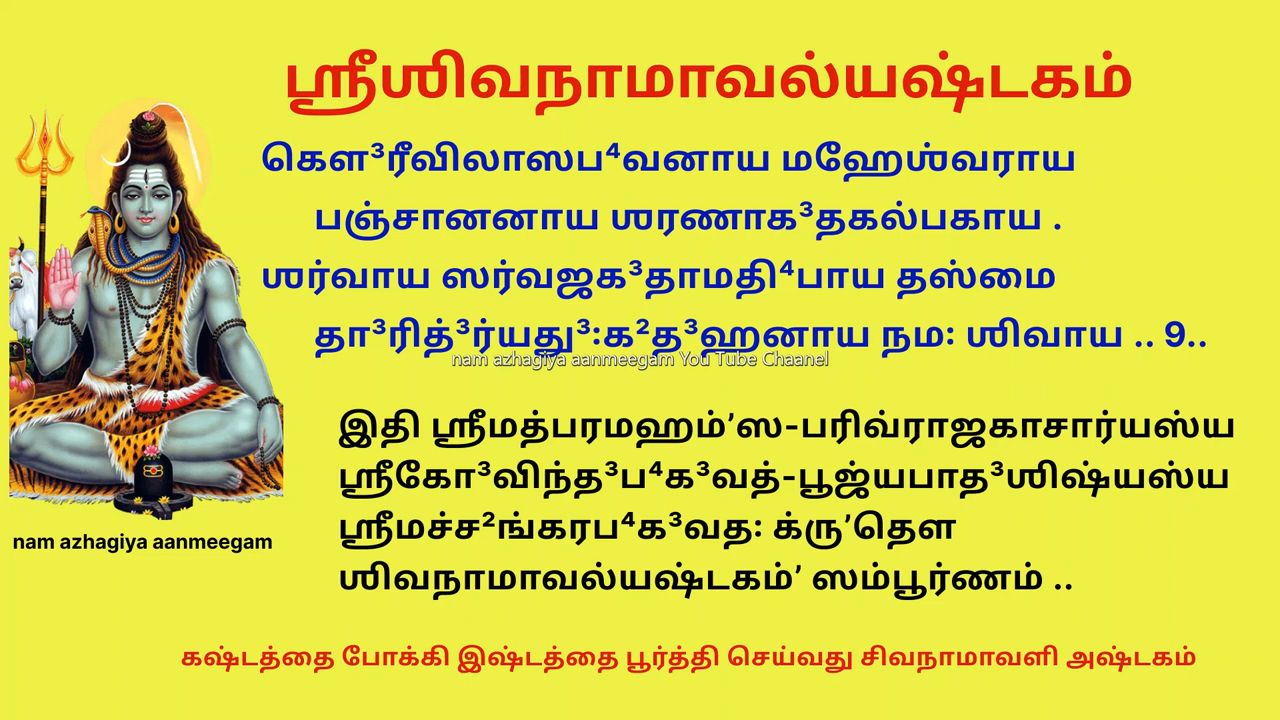 ஸ்ரீஶிவநாமாவல்யஷ்டகம்
கௌ³ரீவிலாஸப⁴வனாய மஹேஶ்வராய
பஞ்சானனாய ஶரணாக³தகல்பகாய .
ஶர்வாய ஸர்வஜக³தாமதி⁴பாய தஸ்மை
தா³ரித்³ர்யது³:க²த³ஹனாய நம: ஶிவாய .. 9..
nam azhagiya aanmeegam You Tube Chaanel
இதி ஸ்ரீமத்பரமஹம்ʼஸ-பரிவ்ராஜகாசார்யஸ்ய
ஸ்ரீகோ³விந்த³ப⁴க³வத்-பூஜ்யபாத³ஶிஷ்யஸ்ய
ஸ்ரீமச்ச²ங்கரப⁴க³வத: க்ருʼதௌ
ஶிவநாமாவல்யஷ்டகம்ʼ ஸம்பூர்ணம் ..
nam azhagiya aanmeegam
கஷ்டத்தை போக்கி இஷ்டத்தை பூர்த்தி செய்வது சிவநாமாவளி அஷ்டகம்